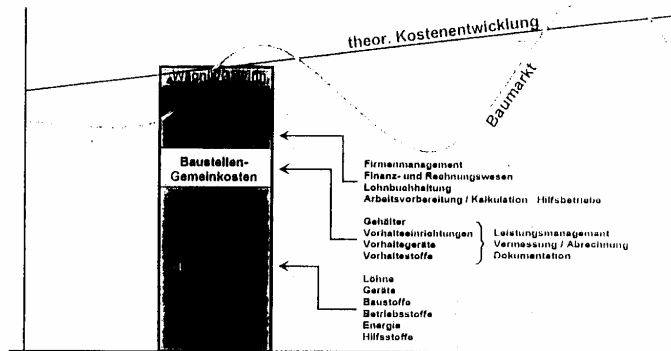 theor. Kostenentwicklung
Baumarkt
Baustellen-
Gemeinkosten
Firmenmanagement
Finanz- und Rechnungswesen
Lohnbuchhaltung
Arbeitsvorbereitung / Kalkulation Hilfsbetriebe
Gehälter
Vorhalteeinrichtungen
Vorhaltegeräte
Vorhaltestoffe
Leistungsmanagement
Vermessung / Abrechnung
Dokumentation
Löhne
Geräte
Baustoffe
Betriebsstoffe
Energie
Hilfsstoffe